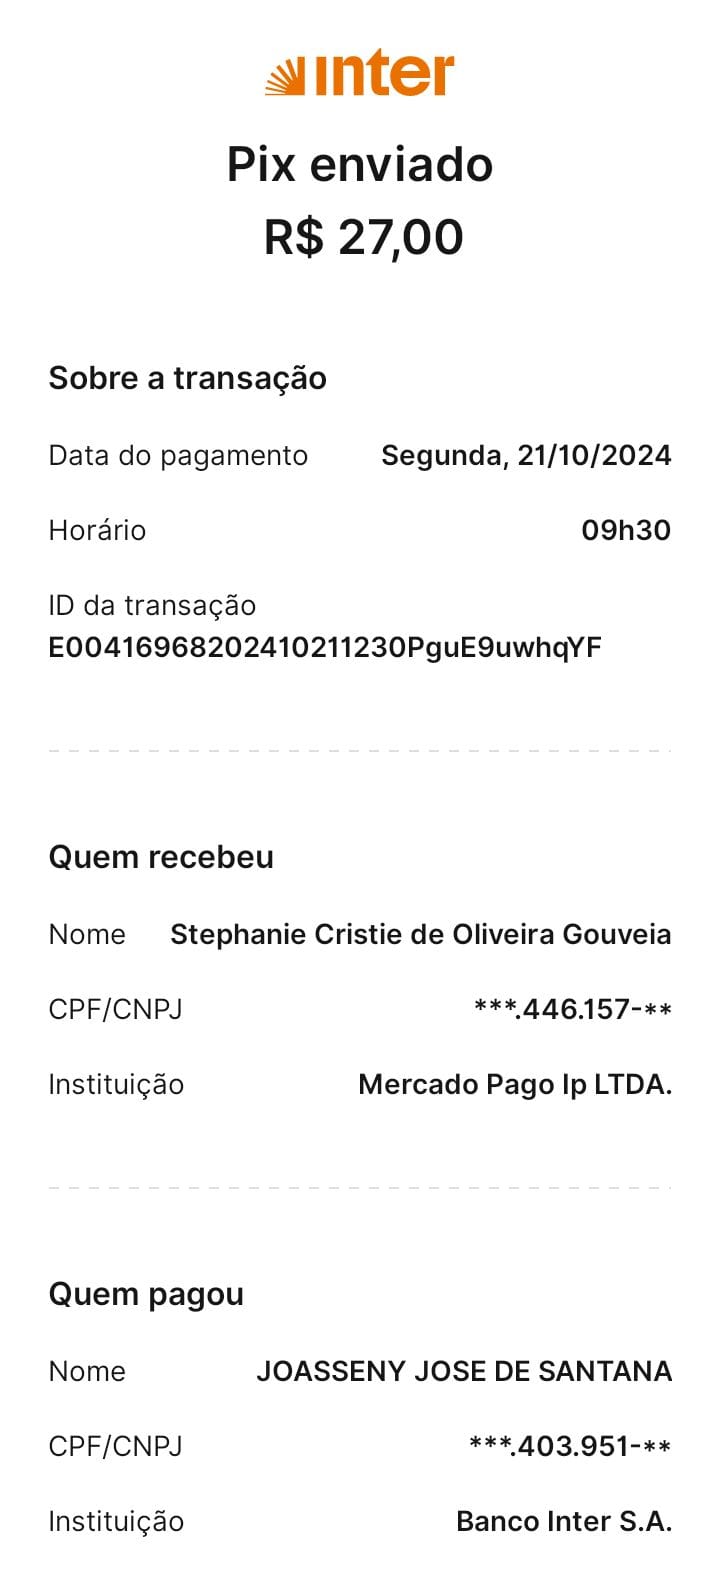 inter
Pix enviado
R$ 27,00
Sobre a transação
Data do pagamento Segunda, 21/10/2024
Horário 09h30
ID da transação
E00416968202410211230PguE9uwhqYF
Quem recebeu
Nome Stephanie Cristie de Oliveira Gouveia
CPF/CNPJ ***.446.157-**
Instituição Mercado Pago Ip LTDA.
Quem pagou
Nome JOASSENY JOSE DE SANTANA
CPF/CNPJ ***.403.951-**
Instituição Banco Inter S.A.